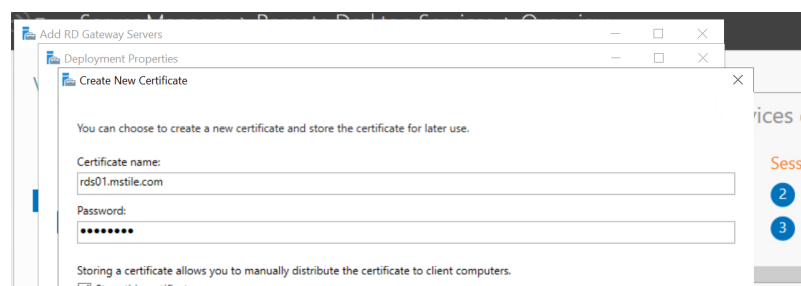 Add RD Gateway Servers
Deployment Properties
Create New Certificate
You can choose to create a new certificate and store the certificate for later use.
Certificate name:
rds01.mstile.com
Password:
••••••••
Storing a certificate allows you to manually distribute the certificate to client computers.
vices
Sess
2
3